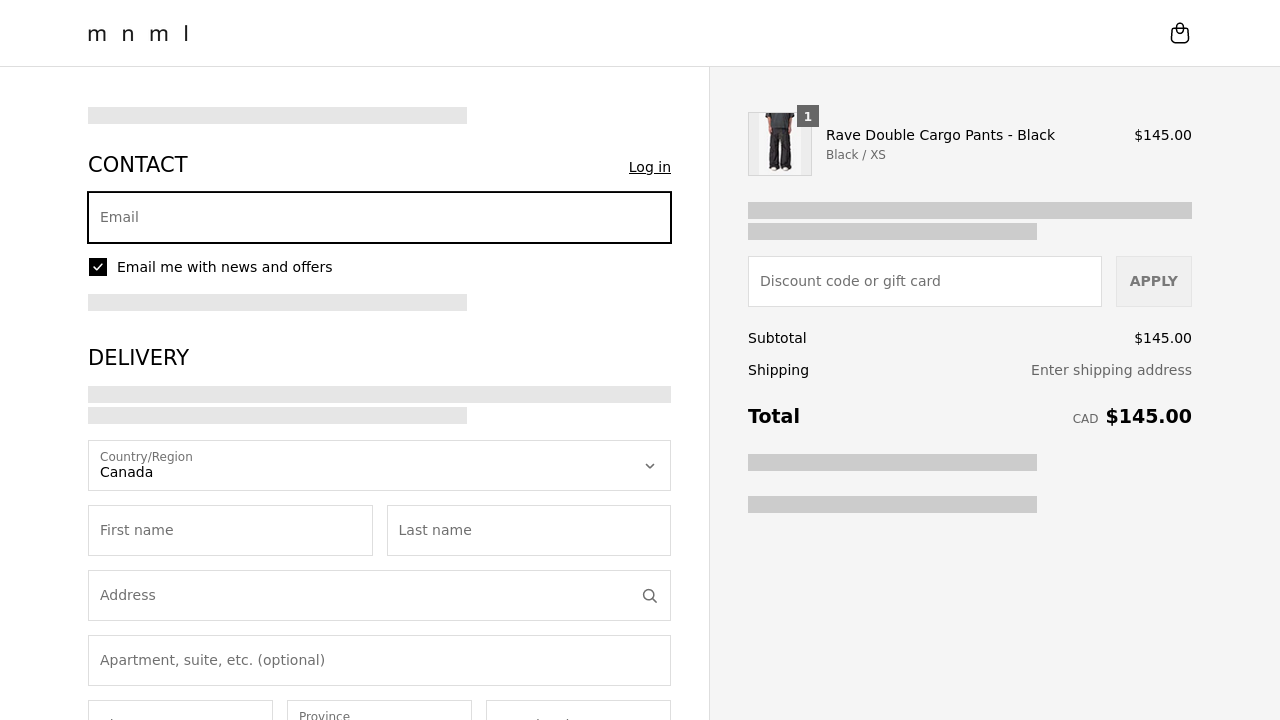 m n m l
CONTACT
Log in
Email
Email me with news and offers
DELIVERY
Country/Region
Canada
First name
Last name
Address
Apartment, suite, etc. (optional)
Province
1
Rave Double Cargo Pants - Black
$145.00
Black / XS
Discount code or gift card
APPLY
Subtotal
$145.00
Shipping
Enter shipping address
Total
CAD $145.00